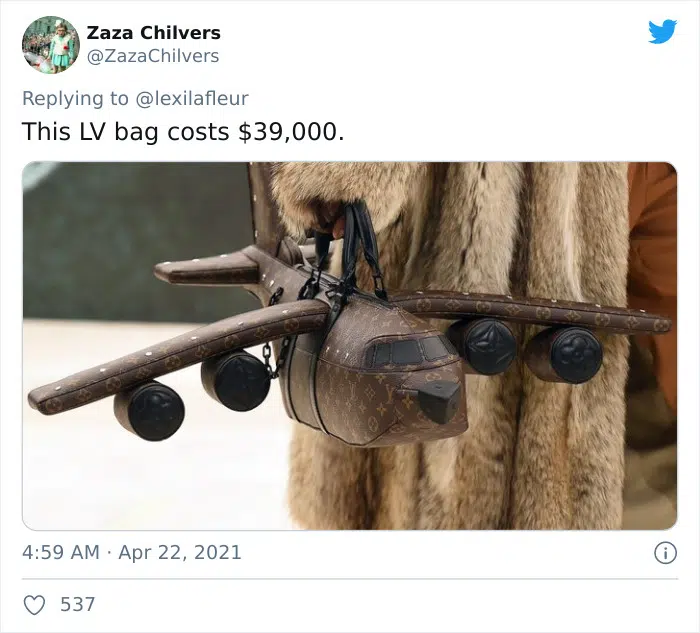 Zaza Chilvers
@ZazaChilvers
Replying to @lexilafleur
This LV bag costs $39,000.
4:59 AM · Apr 22, 2021
537